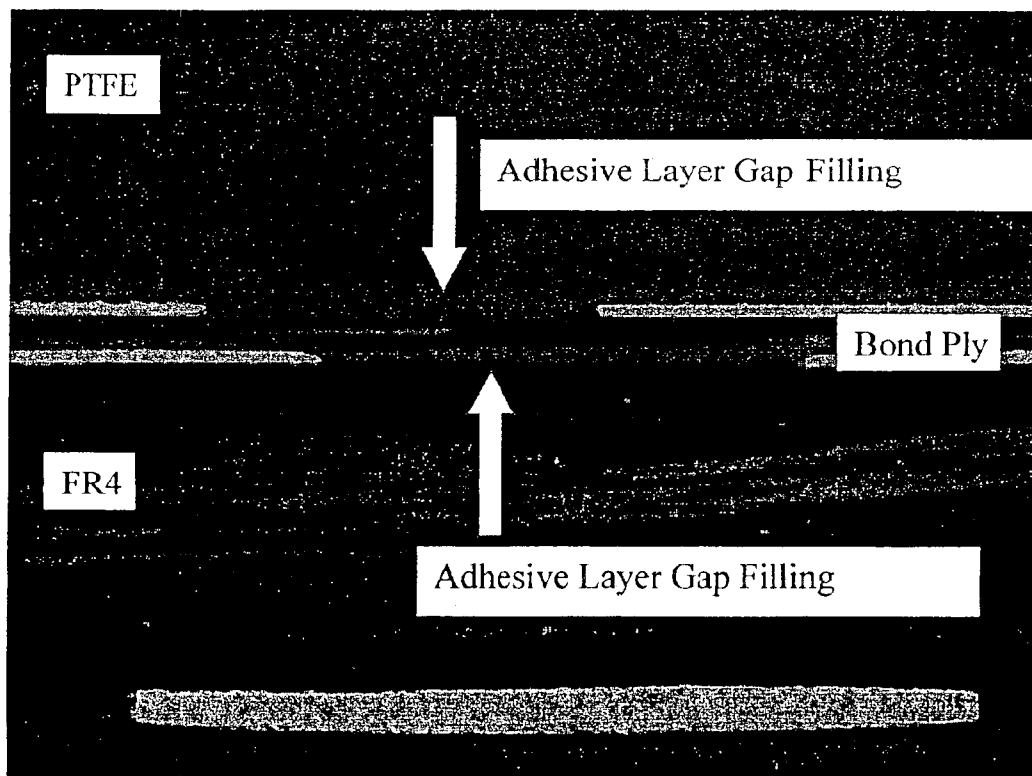 PTFE
Adhesive Layer Gap Filling
Bond Ply
FR4
Adhesive Layer Gap Filling